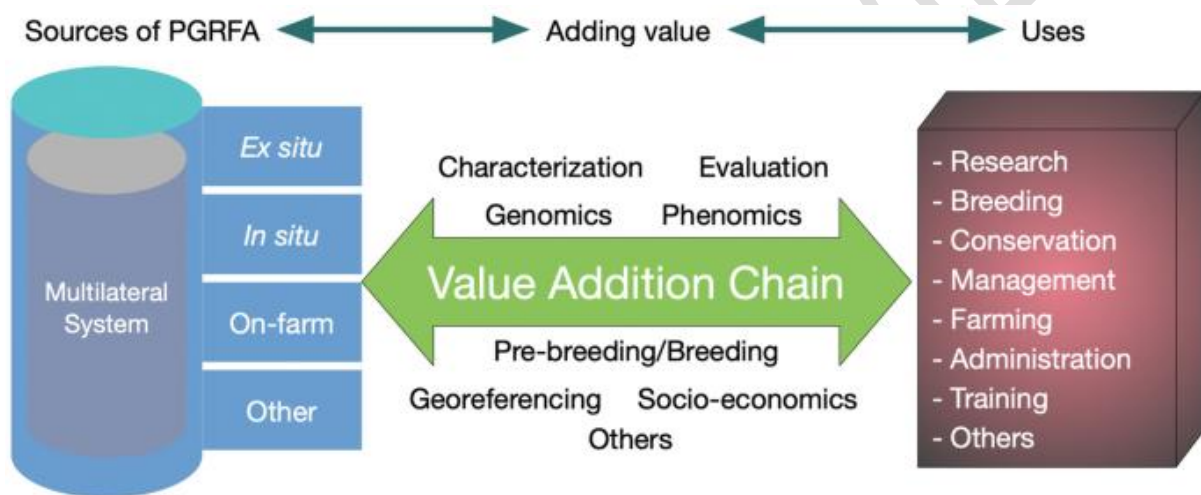 Sources of PGRFA
Adding value
Uses
Multilateral
System
Ex situ
In situ
On-farm
Other
Characterization
Evaluation
Genomics
Phenomics
Value Addition Chain
Pre-breeding/Breeding
Georeferencing
Socio-economics
Others
- Research
- Breeding
- Conservation
- Management
- Farming
- Administration
- Training
- Others